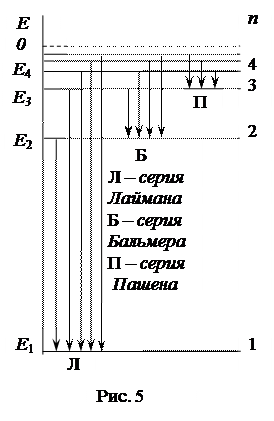 E n
0
E4 4
E3 3
П
E2 2
Б
Л – серия
Лаймана
Б – серия
Бальмера
П – серия
Пашена
E1 1
Л
Рис. 5